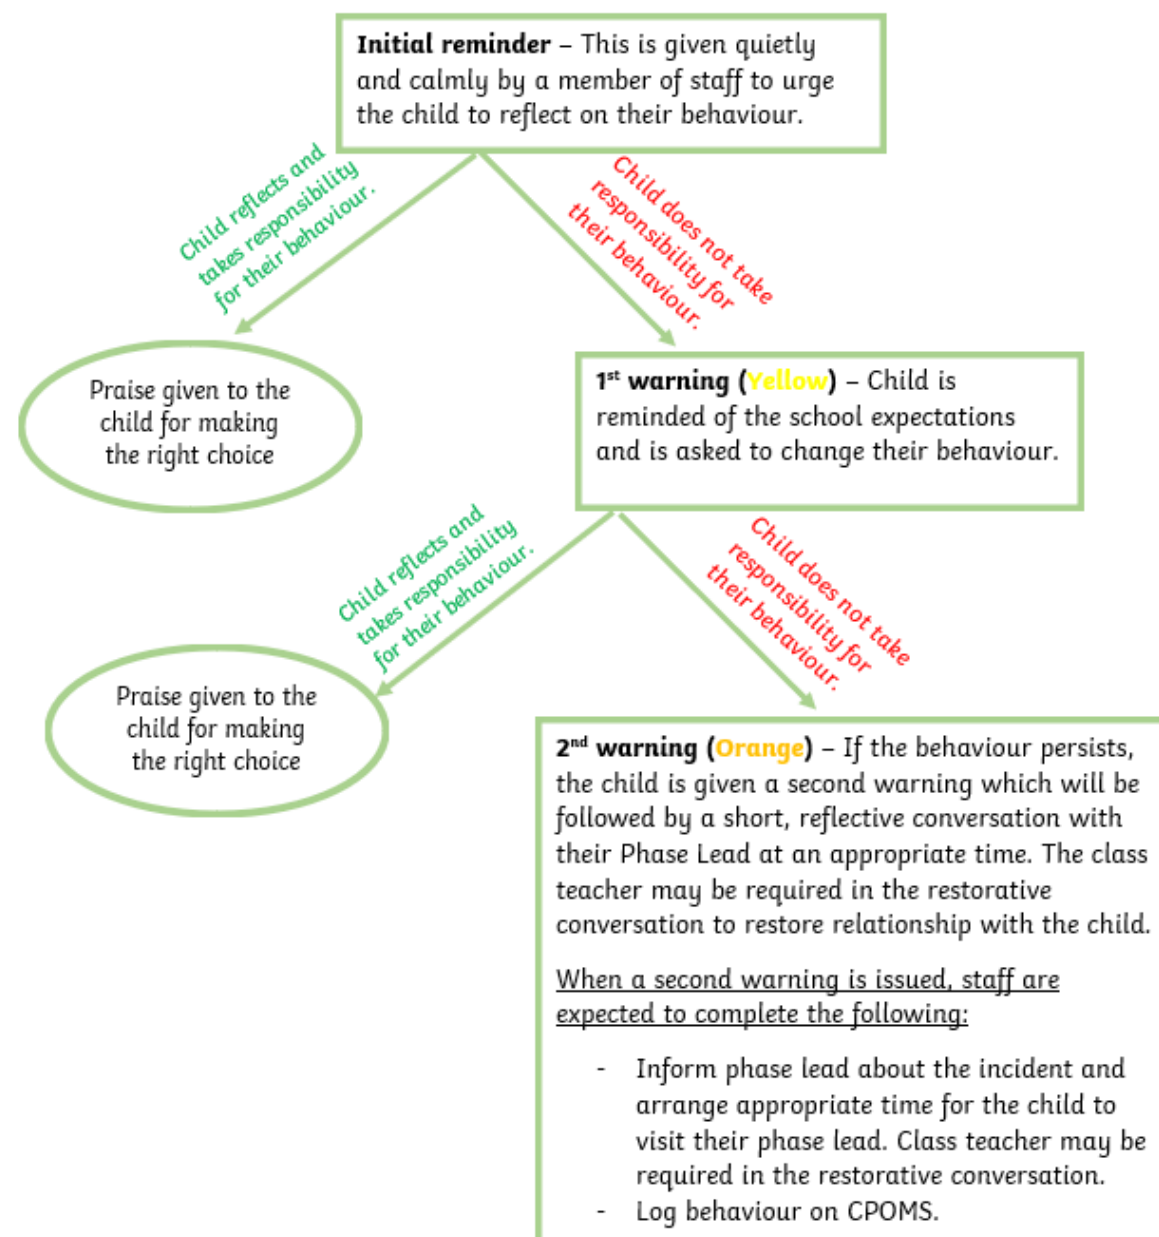 Initial reminder – This is given quietly
and calmly by a member of staff to urge
the child to reflect on their behaviour.
Child reflects and
takes responsibility
for their behaviour.
Child does not take
responsibility for
their behaviour.
Praise given to the
child for making
the right choice
1st warning (Yellow) – Child is
reminded of the school expectations
and is asked to change their behaviour.
Child reflects and
takes responsibility
for their behaviour.
Child does not take
responsibility for
their behaviour.
Praise given to the
child for making
the right choice
2nd warning (Orange) – If the behaviour persists,
the child is given a second warning which will be
followed by a short, reflective conversation with
their Phase Lead at an appropriate time. The class
teacher may be required in the restorative
conversation to restore relationship with the child.
When a second warning is issued, staff are
expected to complete the following:
- Inform phase lead about the incident and
arrange appropriate time for the child to
visit their phase lead. Class teacher may be
required in the restorative conversation.
- Log behaviour on CPOMS.